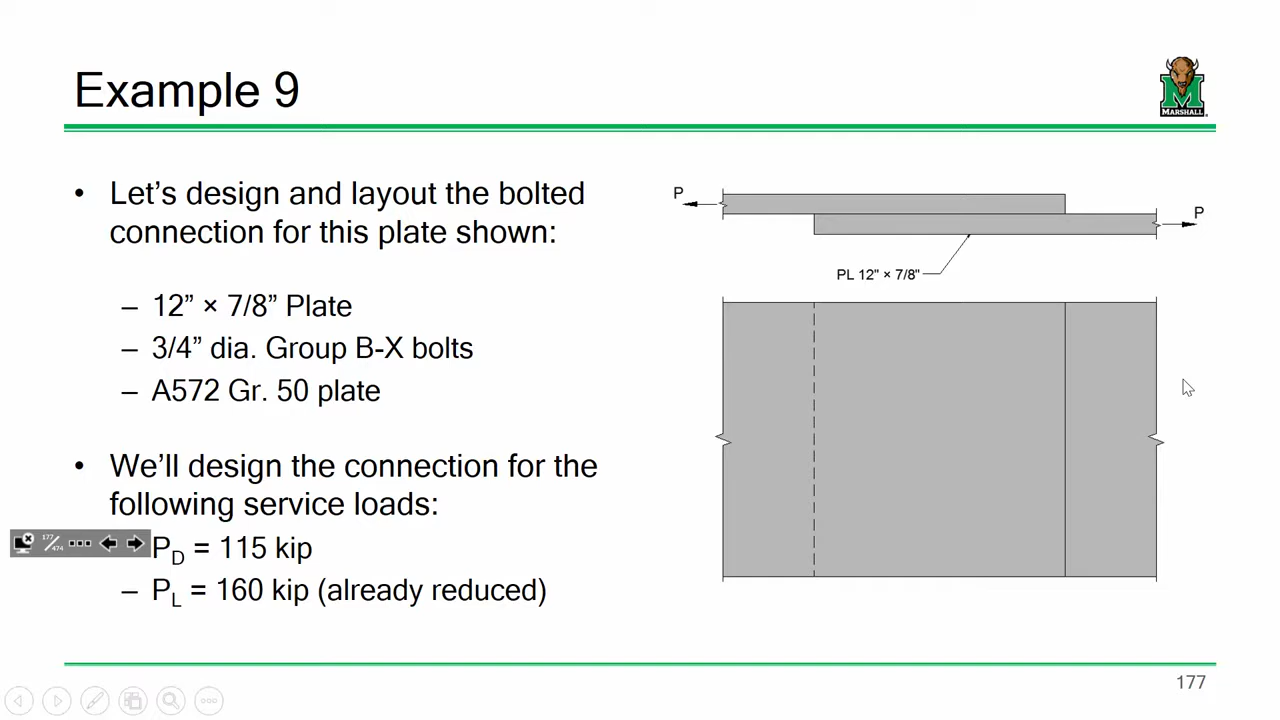 Example 9
MARSHALL
• Let’s design and layout the bolted
connection for this plate shown:
– 12” × 7/8” Plate
– 3/4” dia. Group B-X bolts
– A572 Gr. 50 plate
• We’ll design the connection for the
following service loads:
177/474
P_D = 115 kip
– P_L = 160 kip (already reduced)
P
P
PL 12" × 7/8"
177